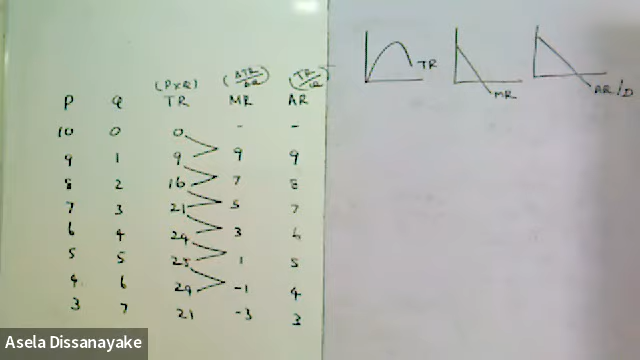 (P×Q) (ΔTR/ΔQ) (TR/Q)
P Q TR MR AR
10 0 0 - -
9 1 9 9 9
8 2 16 7 8
7 3 21 5 7
6 4 24 3 6
5 5 25 1 5
4 6 24 -1 4
3 7 21 -3 3
TR
MR
AR/D
Asela Dissanayake